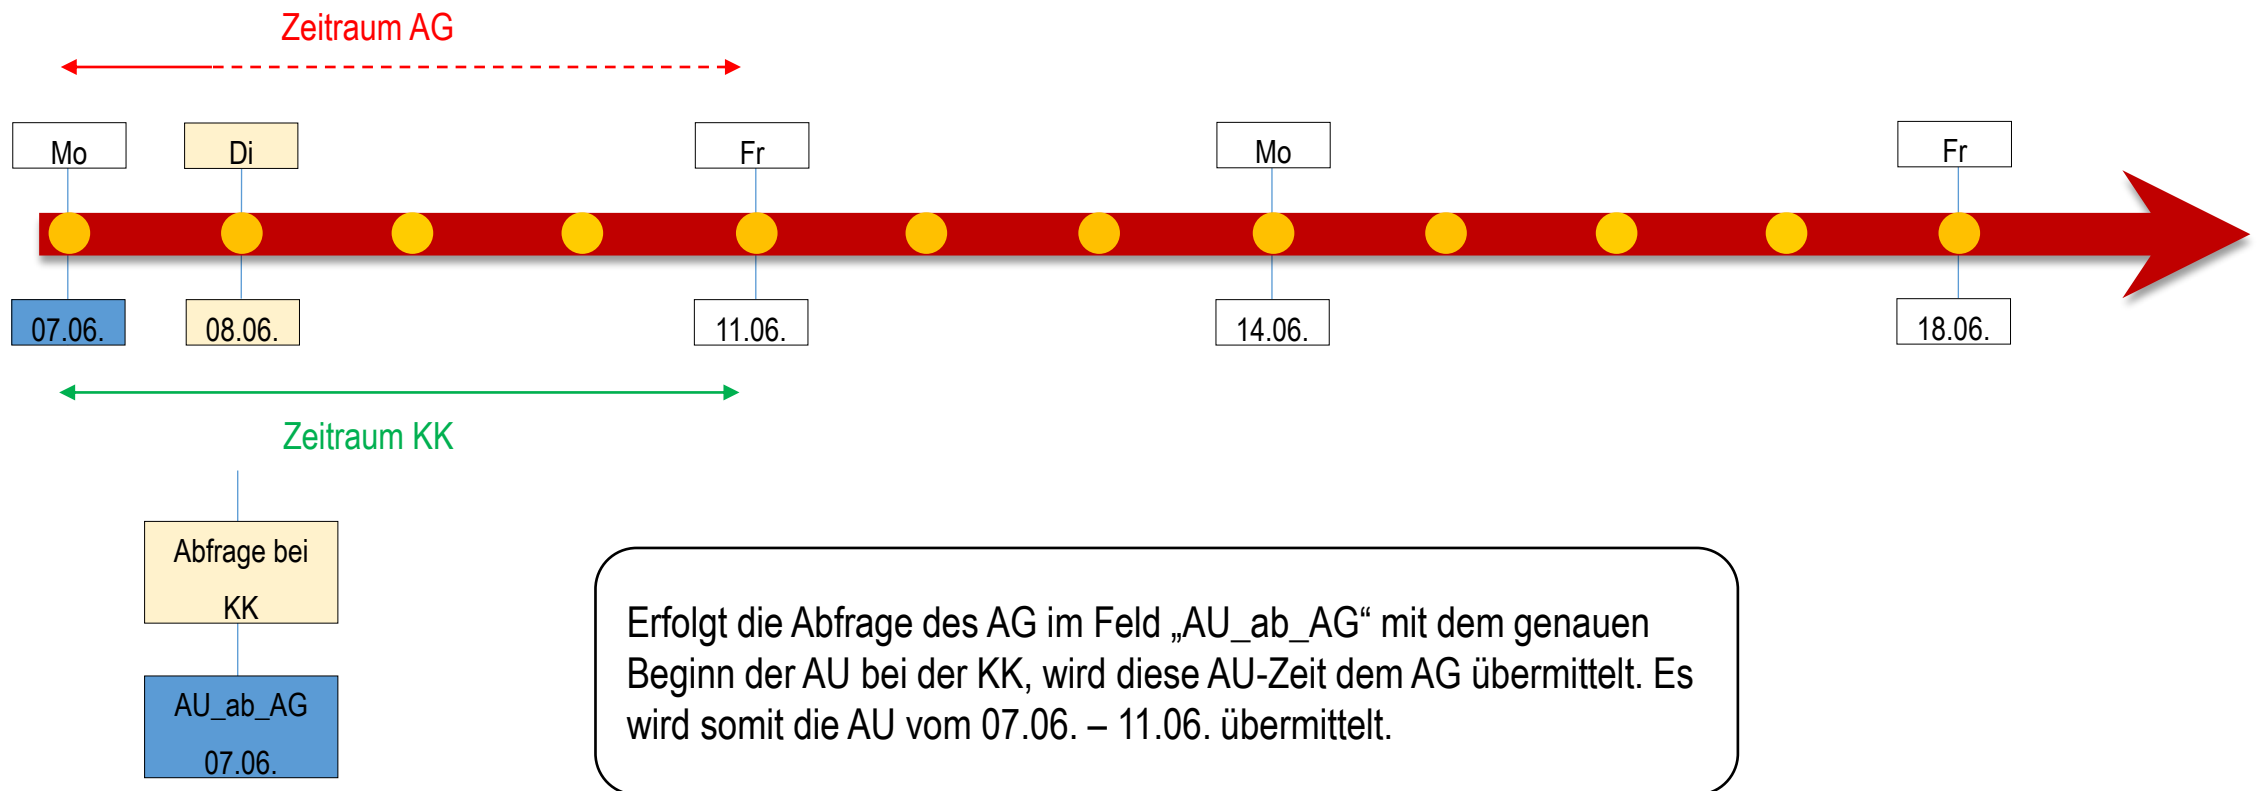 Zeitraum AG
Mo
Di
Fr
Mo
Fr
07.06.
08.06.
11.06.
14.06.
18.06.
Zeitraum KK
Abfrage bei
KK
AU_ab_AG
07.06.
Erfolgt die Abfrage des AG im Feld „AU_ab_AG“ mit dem genauen
Beginn der AU bei der KK, wird diese AU-Zeit dem AG übermittelt. Es
wird somit die AU vom 07.06. – 11.06. übermittelt.